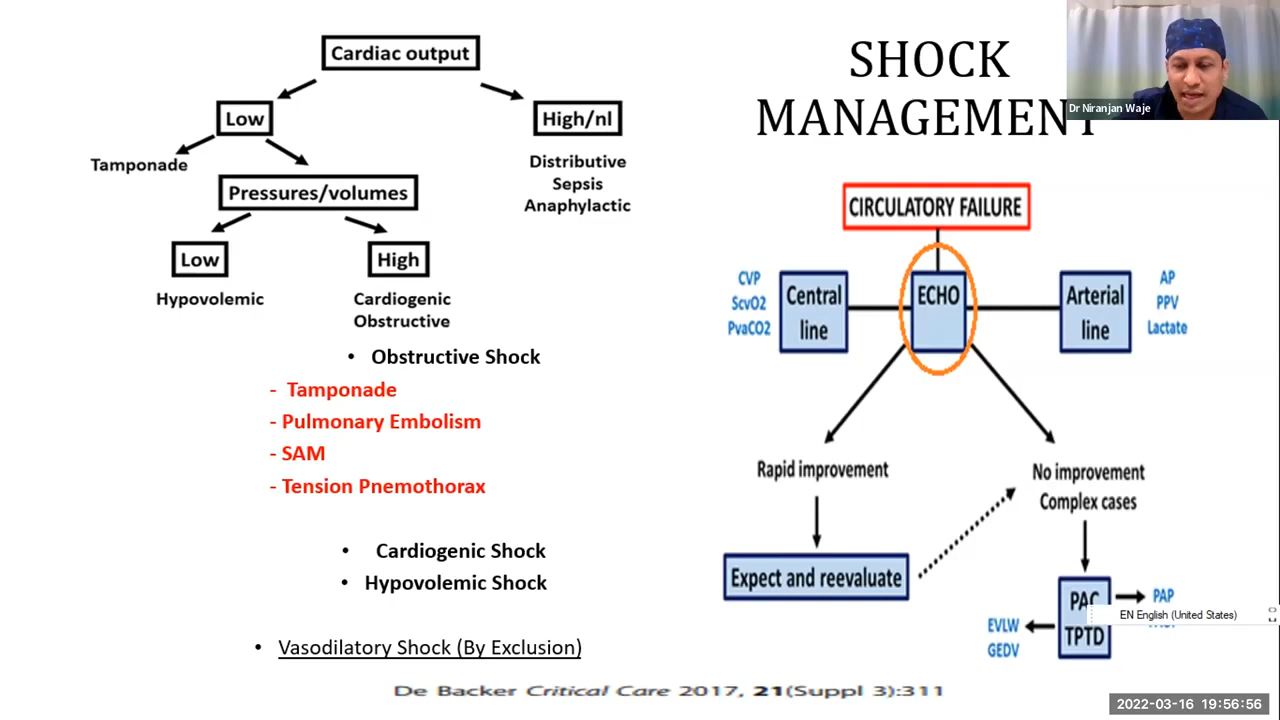 Cardiac output
Low
High/nl
Tamponade
Distributive
Sepsis
Anaphylactic
Pressures/volumes
Low
High
Hypovolemic
Cardiogenic
Obstructive
• Obstructive Shock
- Tamponade
- Pulmonary Embolism
- SAM
- Tension Pnemothorax
• Cardiogenic Shock
• Hypovolemic Shock
• Vasodilatory Shock (By Exclusion)
SHOCK
MANAGEMENT
Dr Niranjan Waje
CIRCULATORY FAILURE
CVP
ScvO2
PvaCO2
Central
line
ECHO
Arterial
line
AP
PPV
Lactate
Rapid improvement
No improvement
Complex cases
Expect and reevaluate
PAC
TPTD
PAP
EVLW
GEDV
EN English (United States)
De Backer Critical Care 2017, 21(Suppl 3):311
2022-03-16 19:56:56